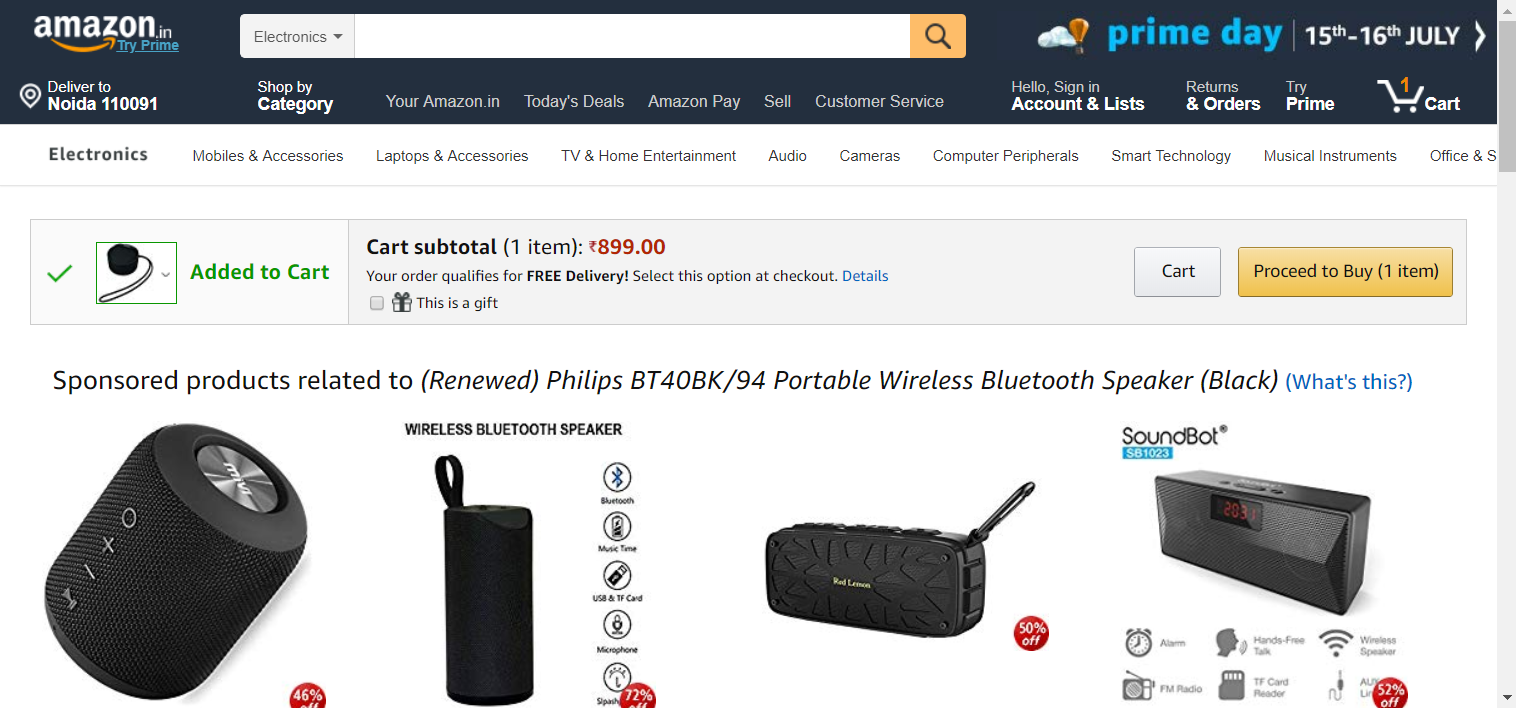 amazon.in
Try Prime
Electronics
prime day 15th-16th JULY
Deliver to
Noida 110091
Shop by
Category
Your Amazon.in
Today's Deals
Amazon Pay
Sell
Customer Service
Hello, Sign in
Account & Lists
Returns
& Orders
Try
Prime
1
Cart
Electronics
Mobiles & Accessories
Laptops & Accessories
TV & Home Entertainment
Audio
Cameras
Computer Peripherals
Smart Technology
Musical Instruments
Office & S
Added to Cart
Cart subtotal (1 item): ₹899.00
Your order qualifies for FREE Delivery! Select this option at checkout. Details
This is a gift
Cart
Proceed to Buy (1 item)
Sponsored products related to (Renewed) Philips BT40BK/94 Portable Wireless Bluetooth Speaker (Black) (What's this?)
46%
off
WIRELESS BLUETOOTH SPEAKER
Bluetooth
Music Time
USB & TF Card
Microphone
72%
off
Red Lemon
50%
off
SoundBot®
SB1023
Alarm
Hands-Free
Talk
Wireless
Speaker
FM Radio
TF Card
Reader
52%
off